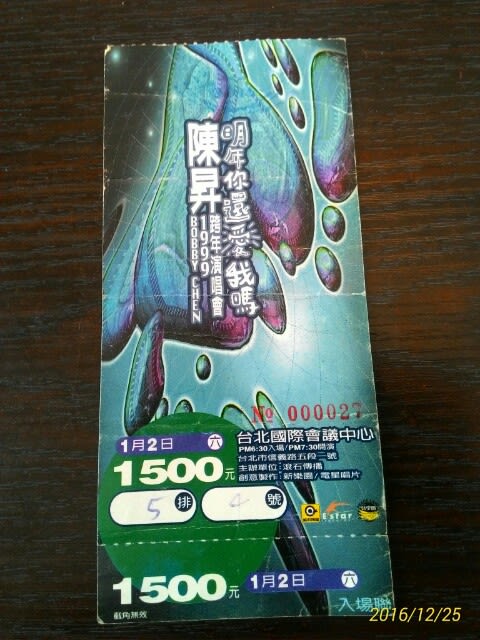 明年你還愛我嗎
陳昇
1999跨年演唱會
BOBBY CHEN
№ 000027
1月2日 六
台北國際會議中心
PM6:30入場/PM7:30開演
台北市信義路五段一號
主辦單位:滾石傳播
創意製作:新樂園/電星唱片
1500元
5排 4號
Estar
1500元
1月2日 六
截角無效
入場聯
2016/12/25